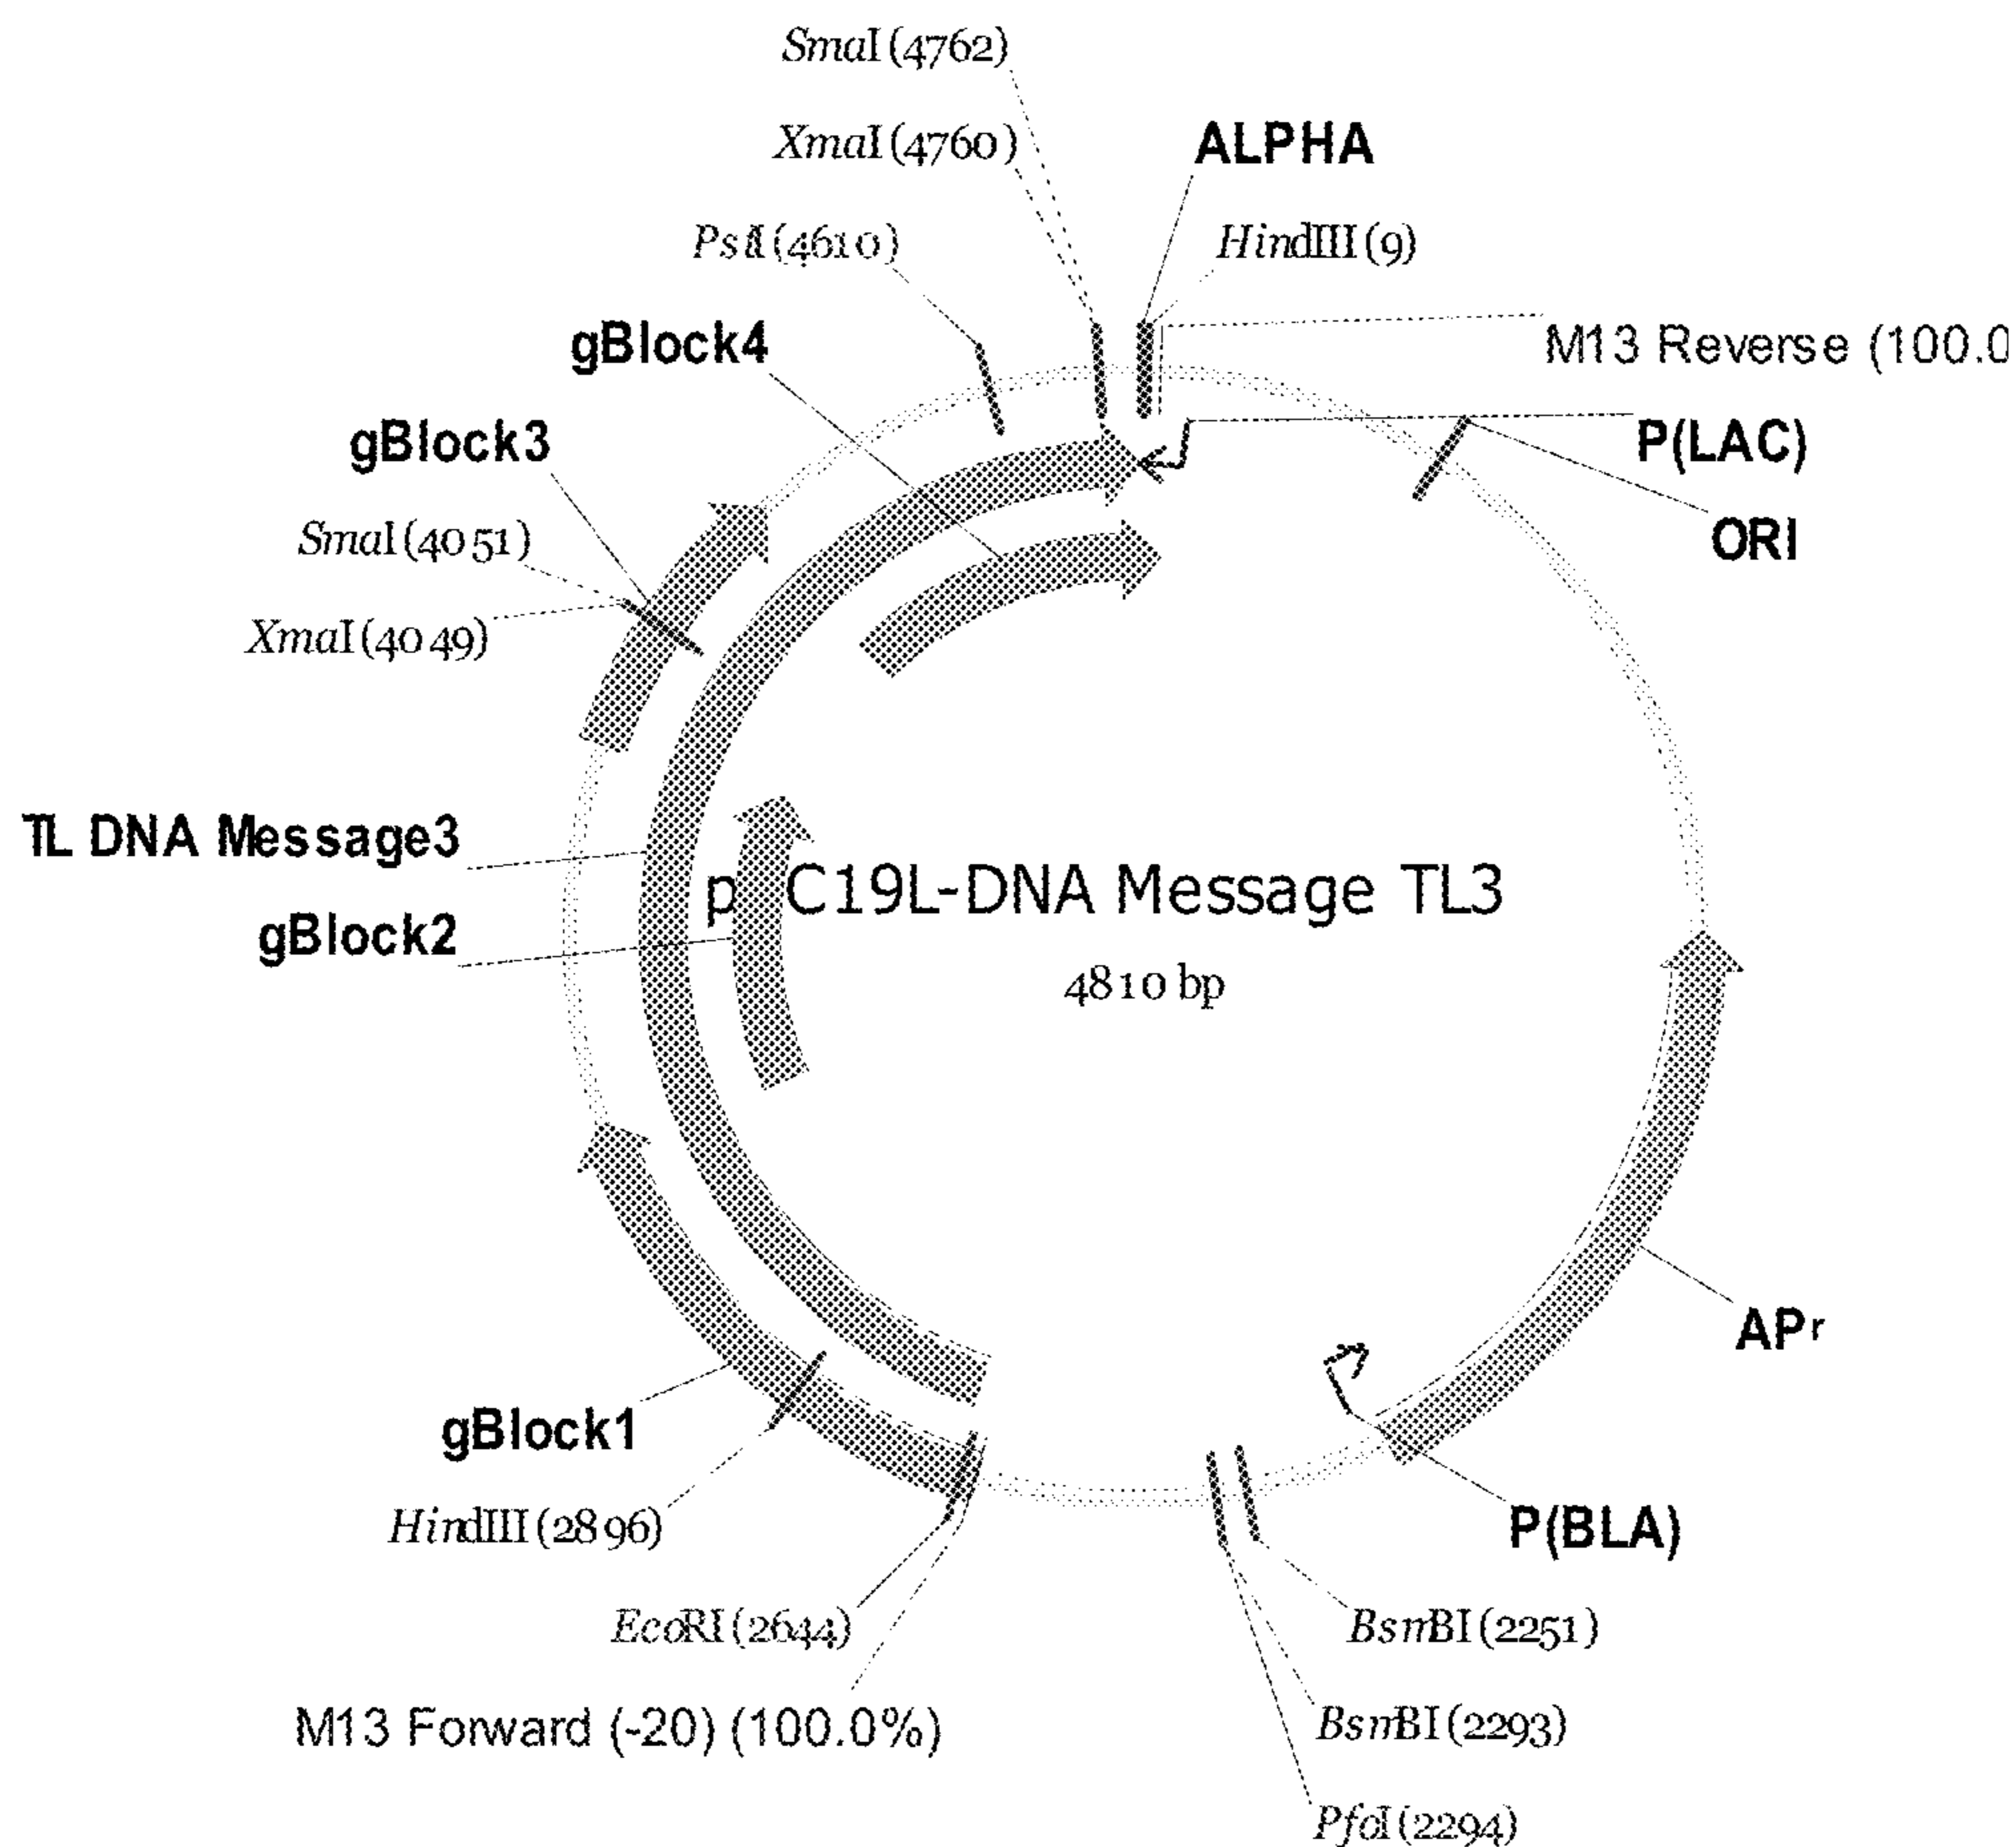 SmaI (4762)
XmaI (4760)
ALPHA
PstI (4610)
HindIII (9)
gBlock4
M13 Reverse (100.0
gBlock3
P(LAC)
SmaI (4051)
ORI
XmaI (4049)
TL DNA Message3
p C19L-DNA Message TL3
gBlock2
4810 bp
APr
gBlock1
HindIII (2896)
P(BLA)
EcoRI (2644)
BsmBI (2251)
M13 Forward (-20) (100.0%)
BsmBI (2293)
PfoI (2294)